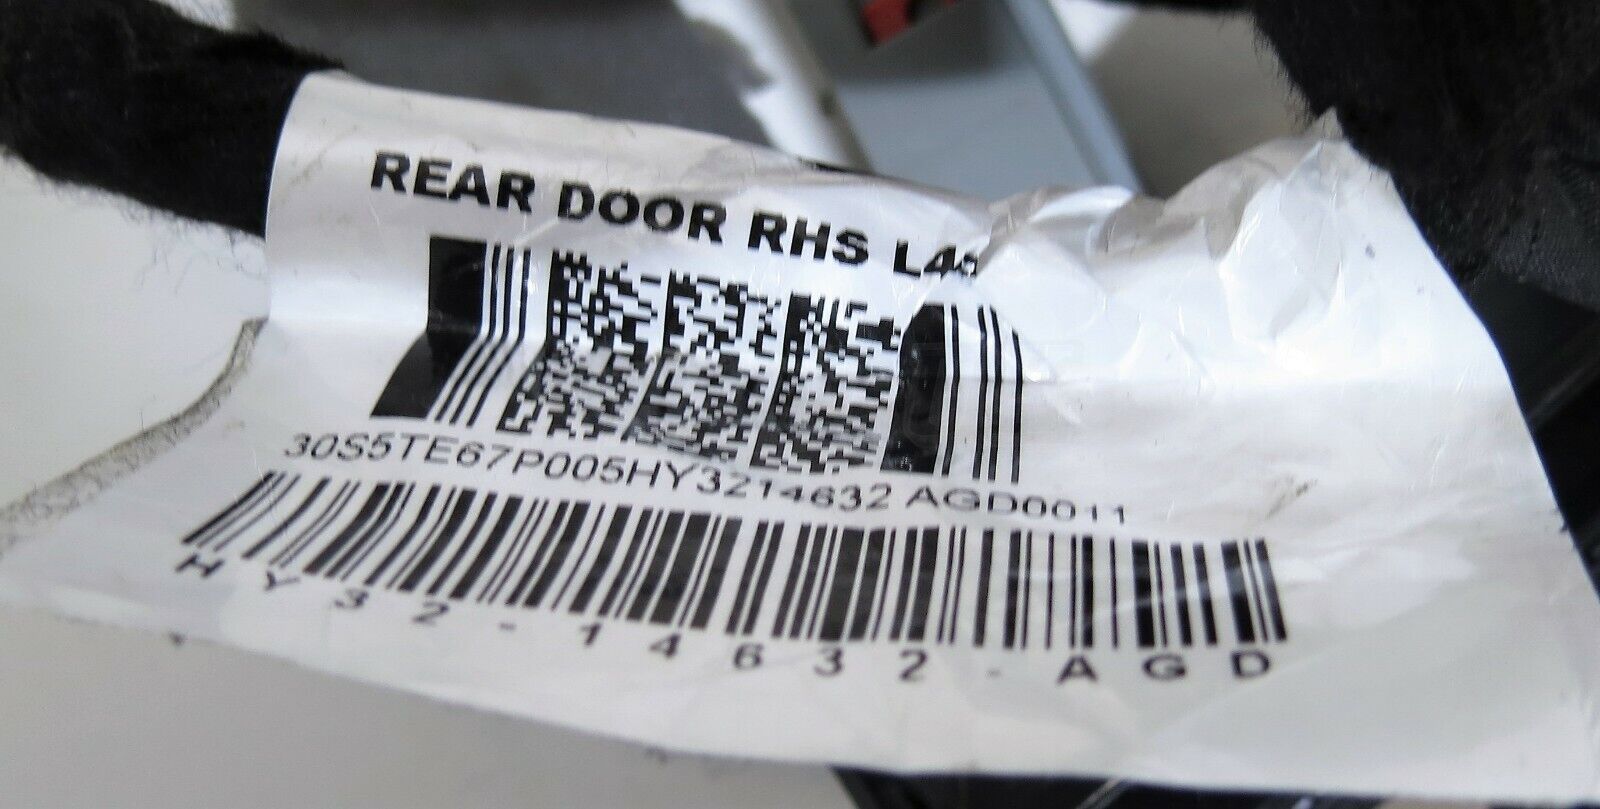 REAR DOOR RHS
30S5TE67P005HY3214632 AGD0011
HY32-14632-AGD